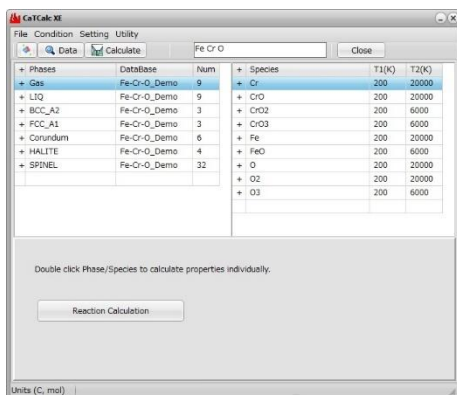 CaTCalc XE
File Condition Setting Utility
Data Calculate Fe Cr O Close
+ Phases DataBase Num + Species T1(K) T2(K)
+ Gas Fe-Cr-O_Demo 9 + Cr 200 20000
+ LIQ Fe-Cr-O_Demo 9 + CrO 200 20000
+ BCC_A2 Fe-Cr-O_Demo 3 + CrO2 200 6000
+ FCC_A1 Fe-Cr-O_Demo 3 + CrO3 200 6000
+ Corundum Fe-Cr-O_Demo 6 + Fe 200 20000
+ HALITE Fe-Cr-O_Demo 4 + FeO 200 6000
+ SPINEL Fe-Cr-O_Demo 32 + O 200 20000
+ O2 200 20000
+ O3 200 6000
Double click Phase/Species to calculate properties individually.
Reaction Calculation
Units (C, mol)